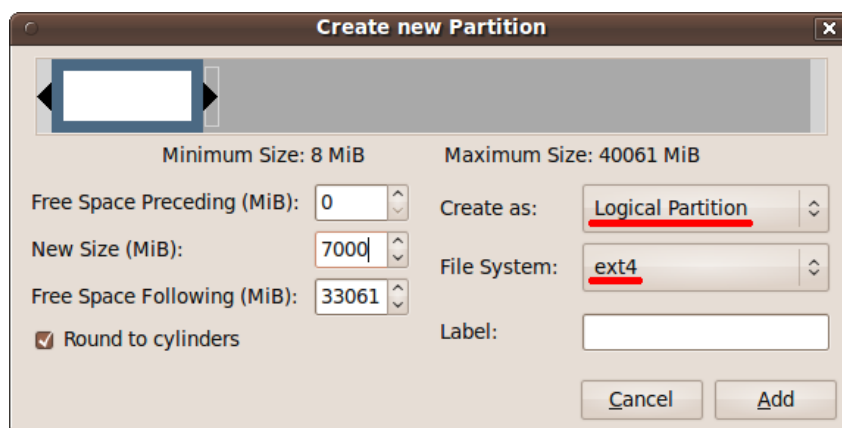 Create new Partition
Minimum Size: 8 MiB Maximum Size: 40061 MiB
Free Space Preceding (MiB): 0
Create as: Logical Partition
New Size (MiB): 7000
File System: ext4
Free Space Following (MiB): 33061
Round to cylinders
Label:
Cancel Add